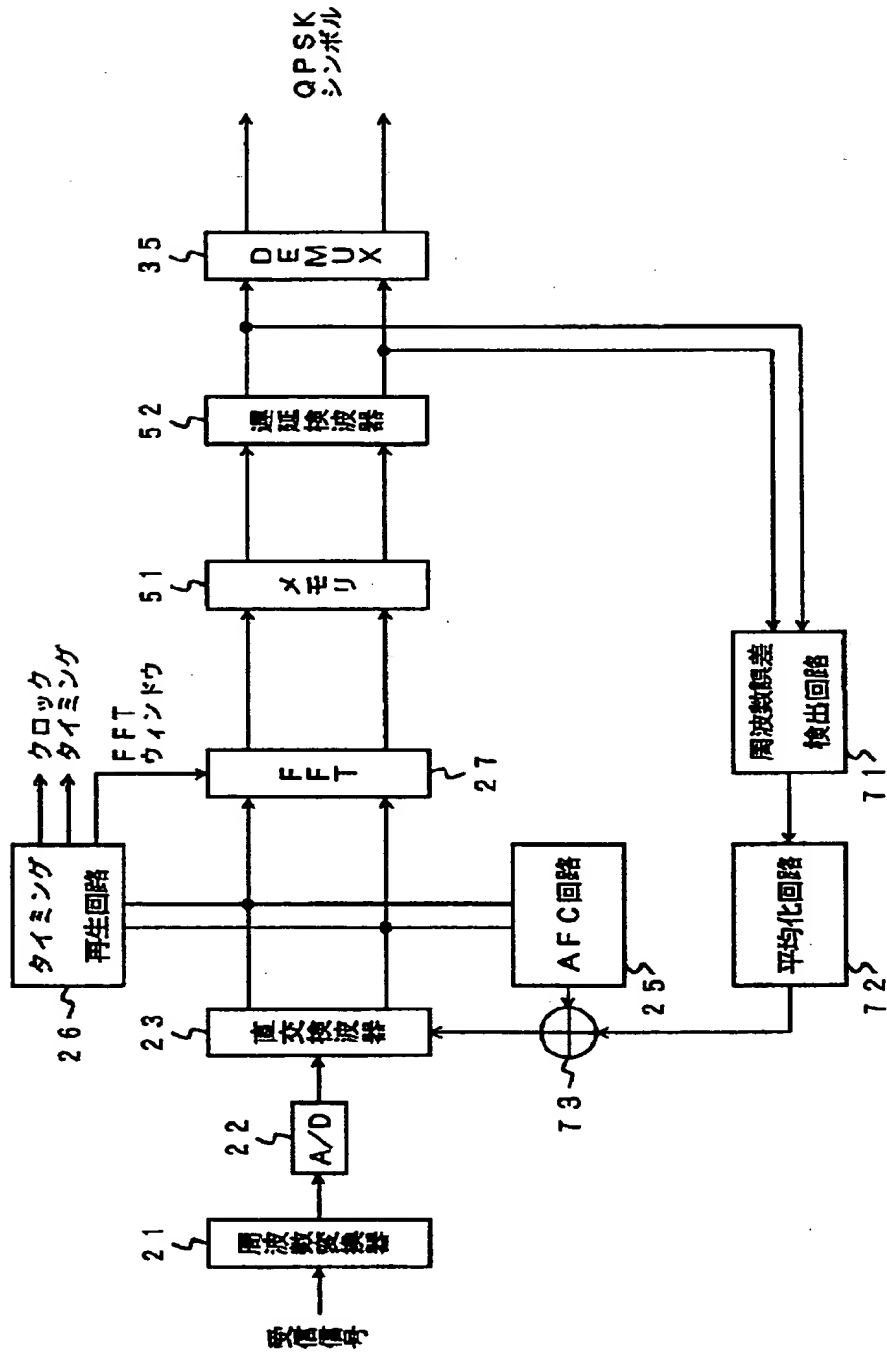 受信信号
21
周波数変換器
22
A/D
23
直交検波器
26
タイミング
再生回路
クロック
タイミング
FFT
ウィンドウ
FFT
27
51
メモリ
52
遅延検波器
35
DEMUX
QPSK
シンボル
AFC回路
25
73
平均化回路
72
周波数誤差
検出回路
71